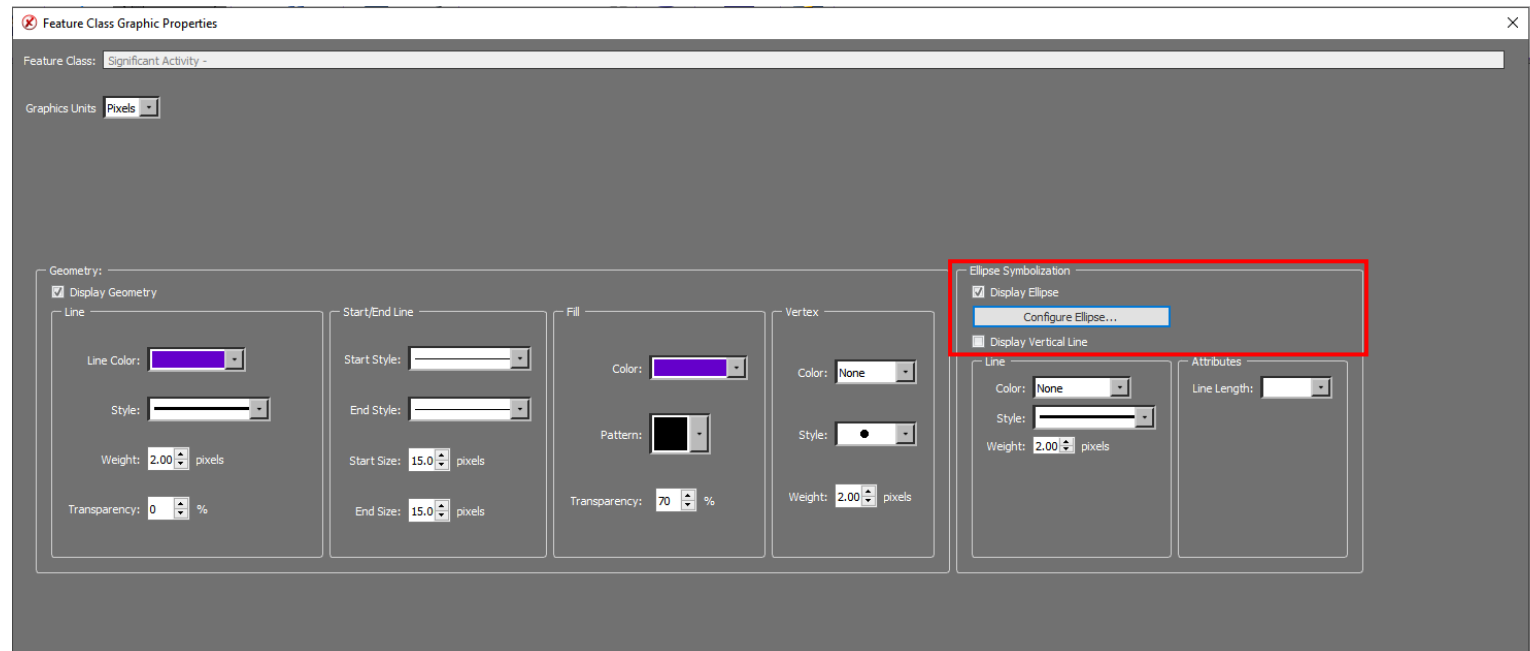 Feature Class Graphic Properties
Feature Class: Significant Activity -
Graphics Units Pixels
Geometry:
Display Geometry
Line
Line Color:
Style:
Weight: 2.00 pixels
Transparency: 0 %
Start/End Line
Start Style:
End Style:
Start Size: 15.0 pixels
End Size: 15.0 pixels
Fill
Color:
Pattern:
Transparency: 70 %
Vertex
Color: None
Style:
Weight: 2.00 pixels
Ellipse Symbolization
Display Ellipse
Configure Ellipse...
Display Vertical Line
Line
Color: None
Style:
Weight: 2.00 pixels
Attributes
Line Length: